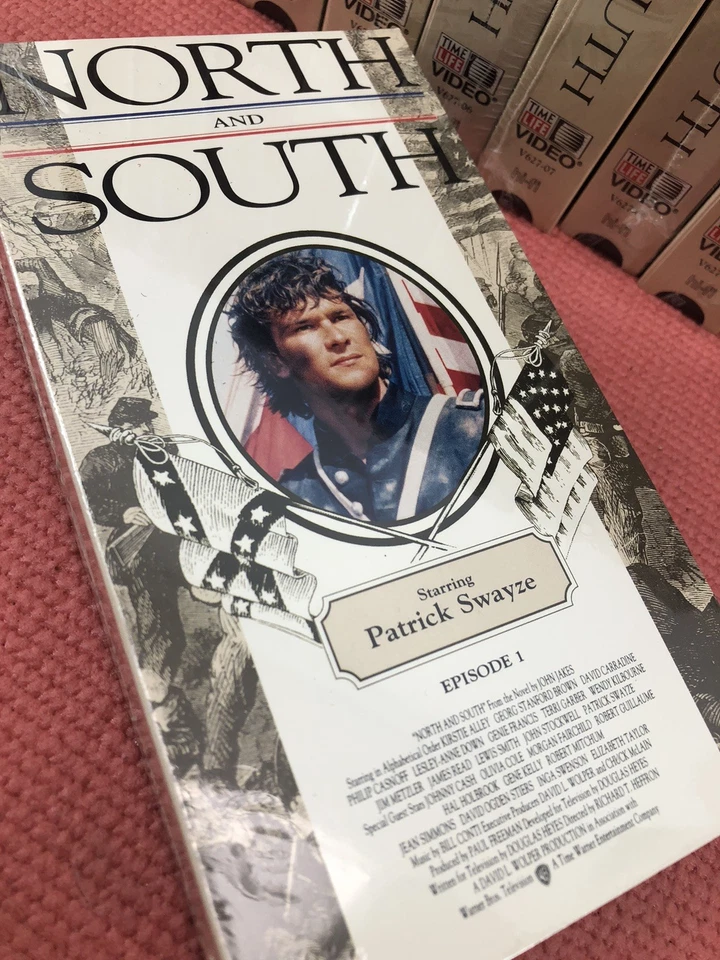 NORTH
AND
SOUTH
Starring
Patrick Swayze
EPISODE 1
"NORTH AND SOUTH" From the Novel by JOHN JAKES
Starring in Alphabetical Order KIRSTIE ALLEY GEORG STANFORD BROWN DAVID CARRADINE
PHILIP CASNOFF LESLEY-ANNE DOWN GENIE FRANCIS TERRI GARBER WENDY KILBOURNE
JIM METZLER JAMES READ LEWIS SMITH JOHN STOCKWELL PATRICK SWAYZE
Special Guest Stars JOHNNY CASH OLIVIA COLE MORGAN FAIRCHILD ROBERT GUILLAUME
HAL HOLBROOK GENE KELLY ROBERT MITCHUM
JEAN SIMMONS DAVID OGDEN STIERS INGA SWENSON ELIZABETH TAYLOR
Music by BILL CONTI Executive Producers DAVID L. WOLPER and CHUCK McLAIN
Produced by PAUL FREEMAN Developed for Television by DOUGLAS HEYES
Written for Television by DOUGLAS HEYES Directed by RICHARD T. HEFFRON
A DAVID L. WOLPER PRODUCTION in Association with
Warner Bros. Television A Time Warner Entertainment Company
VIDEO
TIME
LIFE
VIDEO
UTH
TIME
LIFE
VIDEO
V627-07
OUTH
TIME
LIFE
VIDEO
UTH